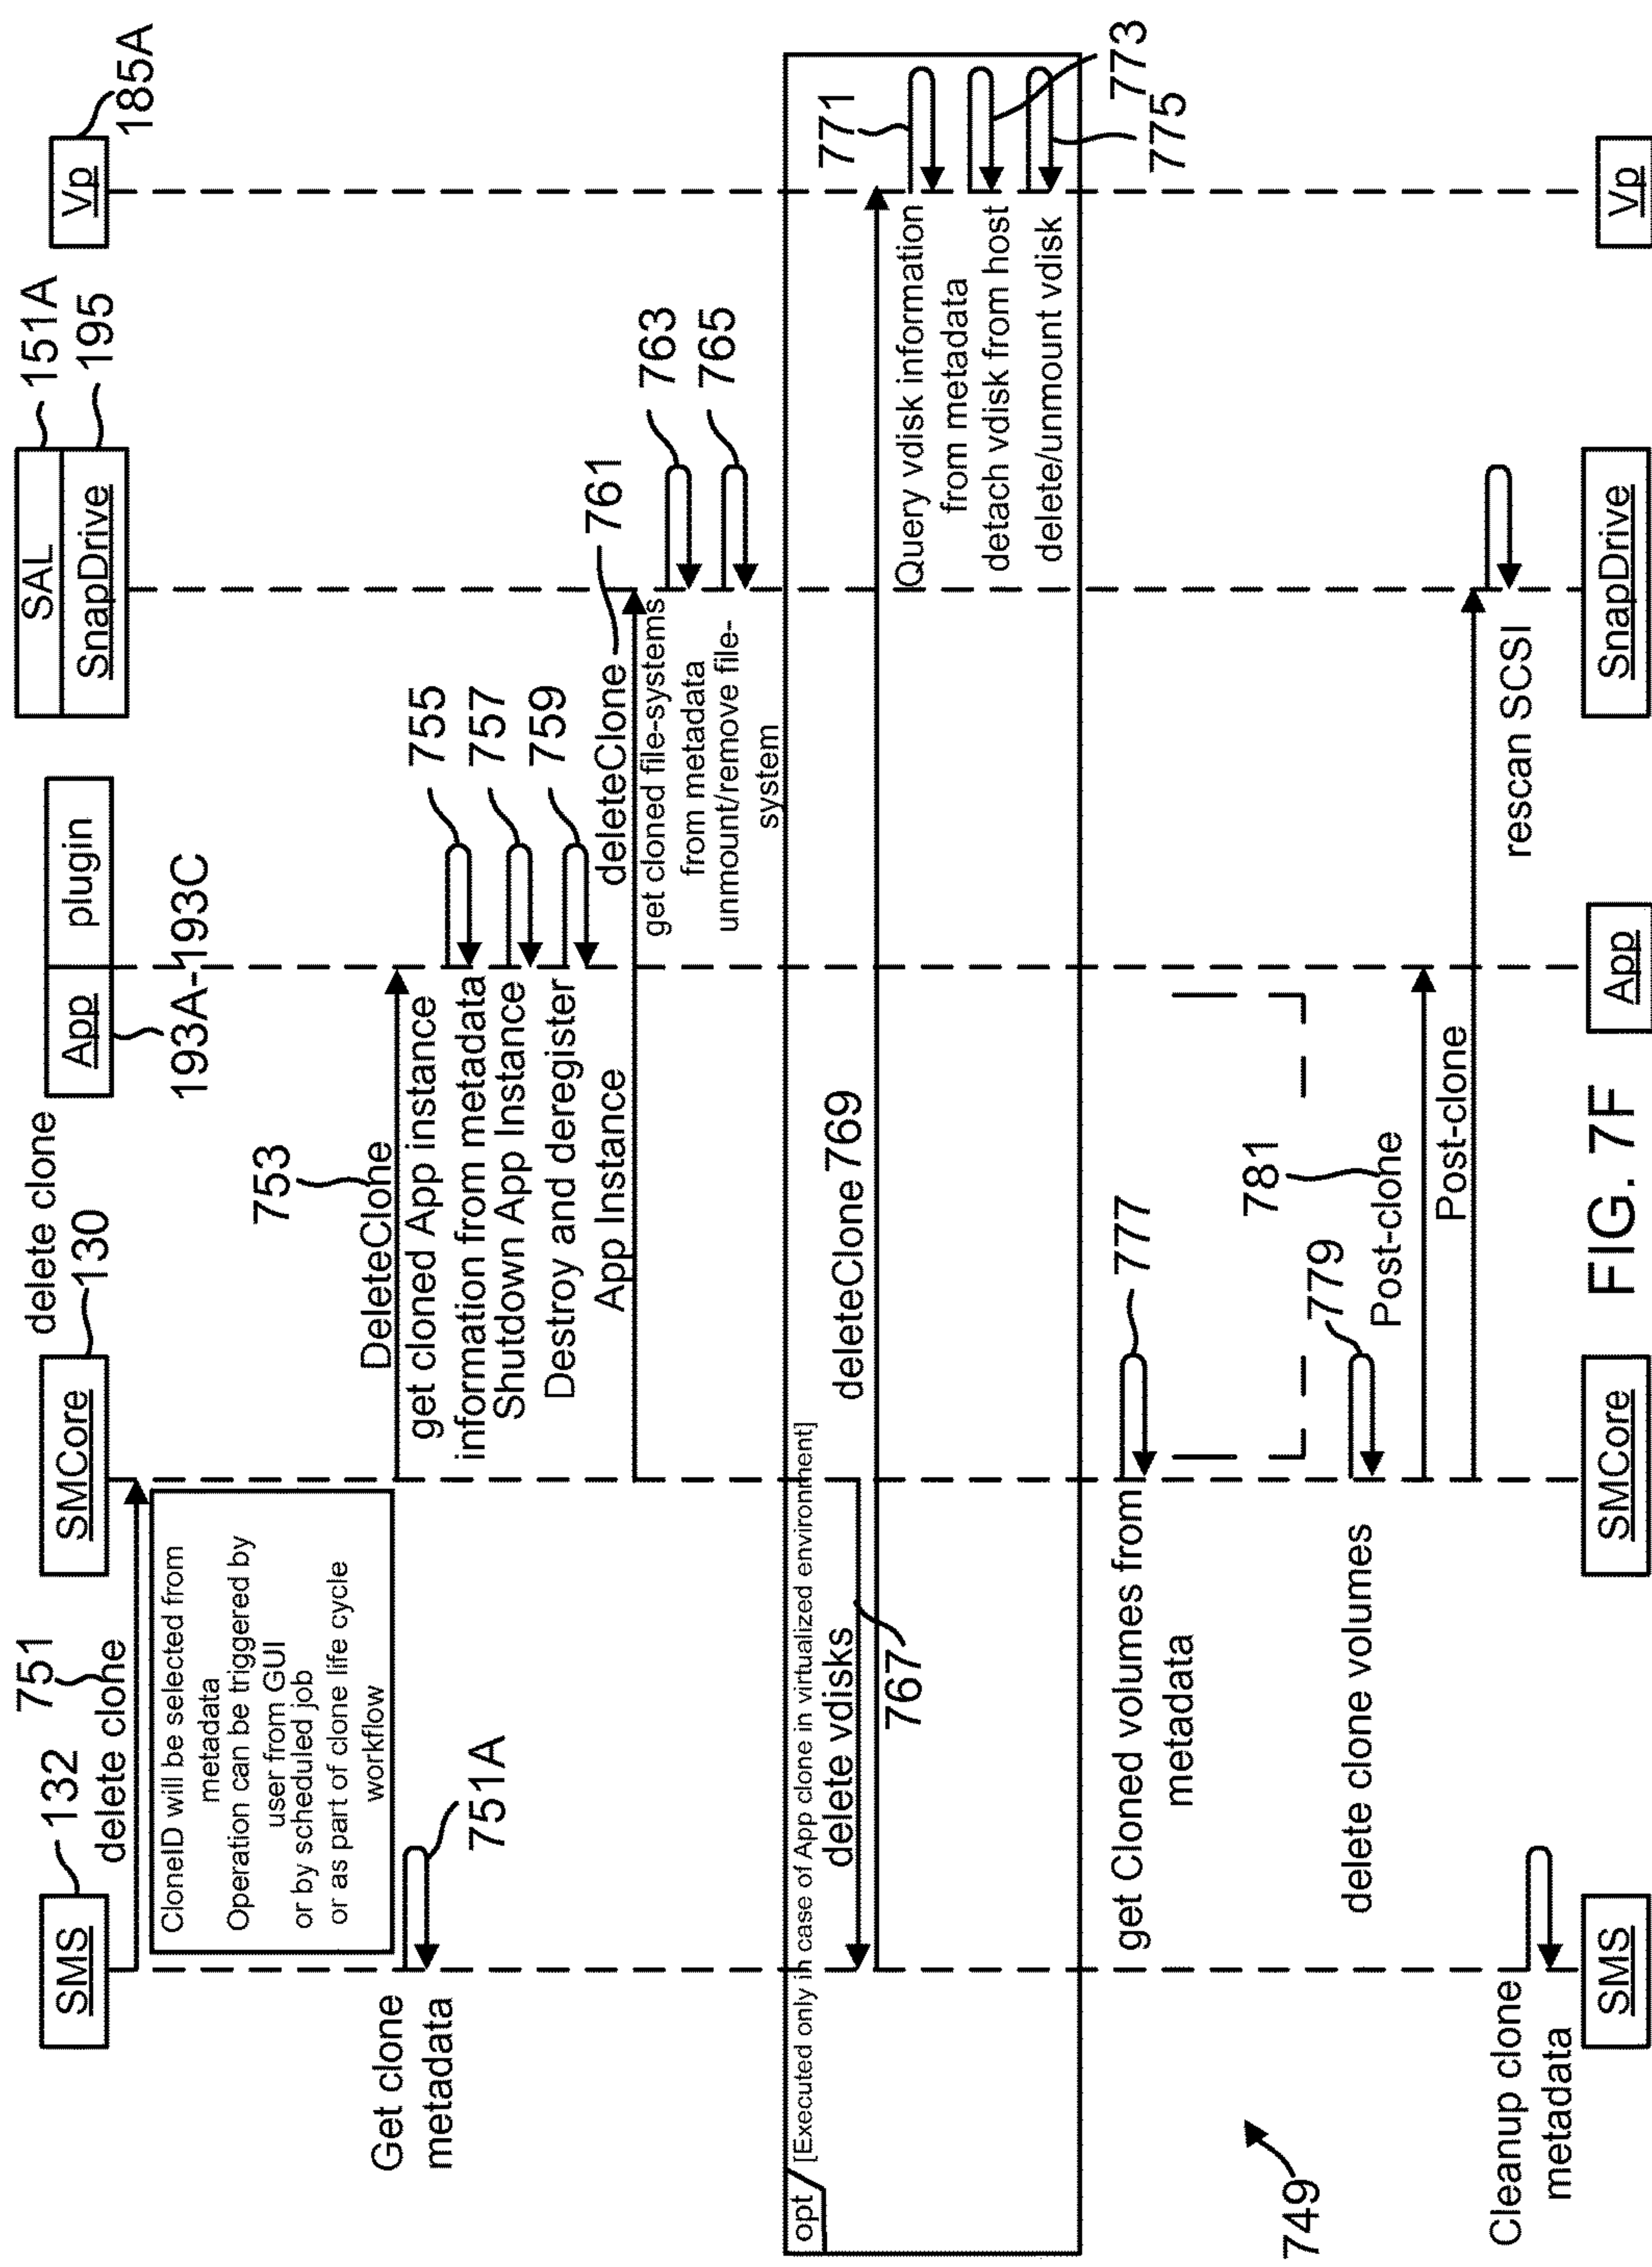 delete clone
SMS
132
SMCore
130
App
plugin
193A-193C
SAL
151A
SnapDrive
195
Vp
185A
751
delete clone
CloneID will be selected from
metadata
Operation can be triggered by
user from GUI
or by scheduled job
or as part of clone life cycle
workflow
Get clone
metadata
751A
753
DeleteClone
get cloned App instance
information from metadata
755
Shutdown App Instance
757
Destroy and deregister
App Instance
759
deleteClone
761
get cloned file-systems
from metadata
763
unmount/remove file-
system
765
opt
[Executed only in case of App clone in virtualized environment]
delete vdisks
767
deleteClone 769
Query vdisk information
from metadata
771
detach vdisk from host
773
delete/unmount vdisk
775
get Cloned volumes from
metadata
777
delete clone volumes
779
781
Post-clone
Post-clone
rescan SCSI
749
Cleanup clone
metadata
SMS
SMCore
App
SnapDrive
Vp
FIG. 7F